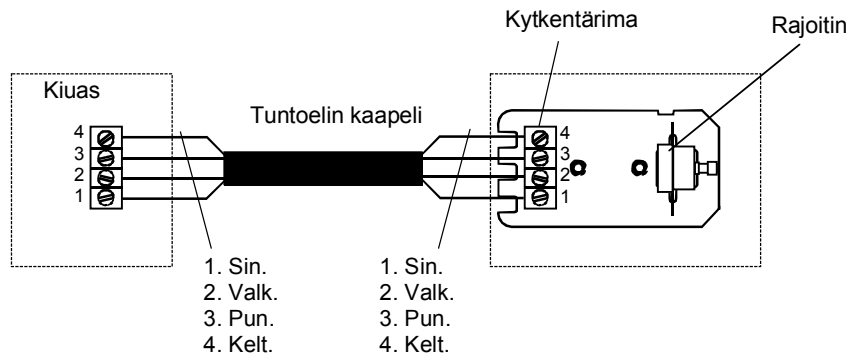 Kytkentärima
Rajoitin
Kiuas
Tuntoelin kaapeli
4
3
2
1
4
3
2
1
1. Sin.
2. Valk.
3. Pun.
4. Kelt.
1. Sin.
2. Valk.
3. Pun.
4. Kelt.